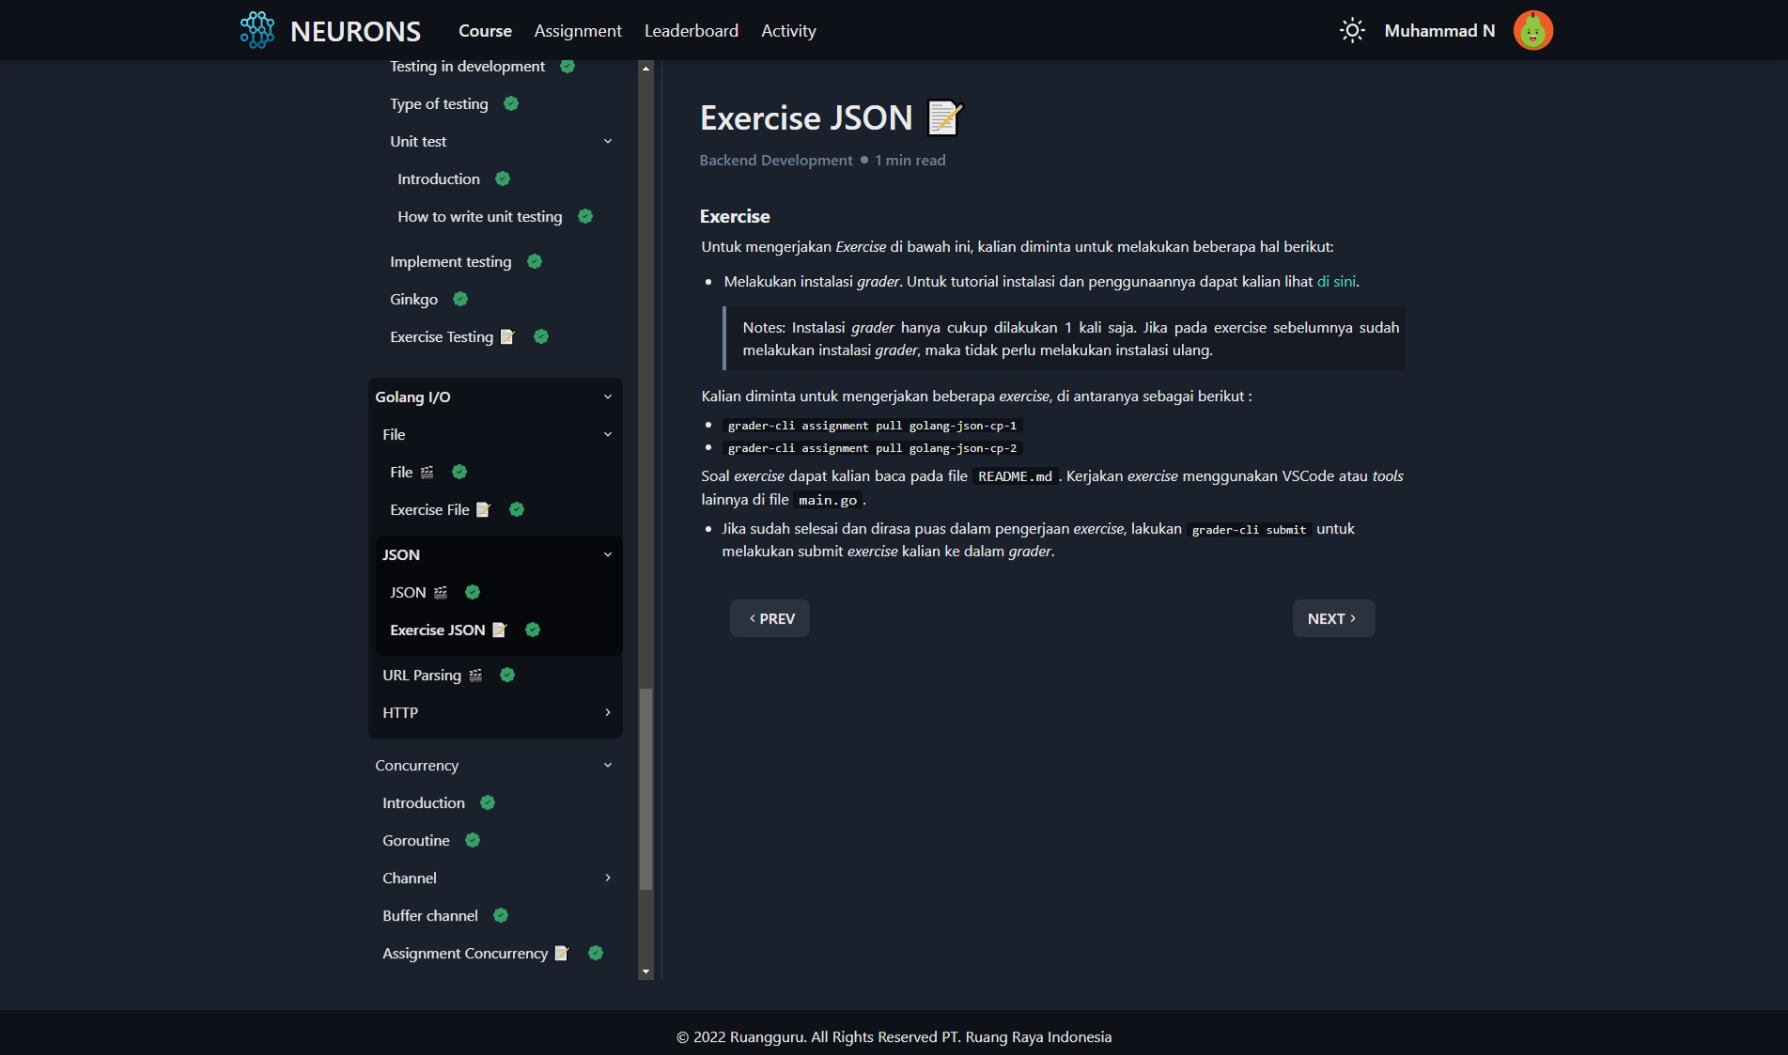 NEURONS
Course Assignment Leaderboard Activity
Muhammad N
Testing in development
Type of testing
Unit test
Introduction
How to write unit testing
Implement testing
Ginkgo
Exercise Testing
Golang I/O
File
File
Exercise File
JSON
JSON
Exercise JSON
URL Parsing
HTTP
Concurrency
Introduction
Goroutine
Channel
Buffer channel
Assignment Concurrency
Exercise JSON
Backend Development • 1 min read
Exercise
Untuk mengerjakan Exercise di bawah ini, kalian diminta untuk melakukan beberapa hal berikut:
• Melakukan instalasi grader. Untuk tutorial instalasi dan penggunaannya dapat kalian lihat di sini.
Notes: Instalasi grader hanya cukup dilakukan 1 kali saja. Jika pada exercise sebelumnya sudah
melakukan instalasi grader, maka tidak perlu melakukan instalasi ulang.
Kalian diminta untuk mengerjakan beberapa exercise, di antaranya sebagai berikut :
• grader-cli assignment pull golang-json-cp-1
• grader-cli assignment pull golang-json-cp-2
Soal exercise dapat kalian baca pada file README.md . Kerjakan exercise menggunakan VSCode atau tools
lainnya di file main.go .
• Jika sudah selesai dan dirasa puas dalam pengerjaan exercise, lakukan grader-cli submit untuk
melakukan submit exercise kalian ke dalam grader.
‹ PREV
NEXT ›
© 2022 Ruangguru. All Rights Reserved PT. Ruang Raya Indonesia